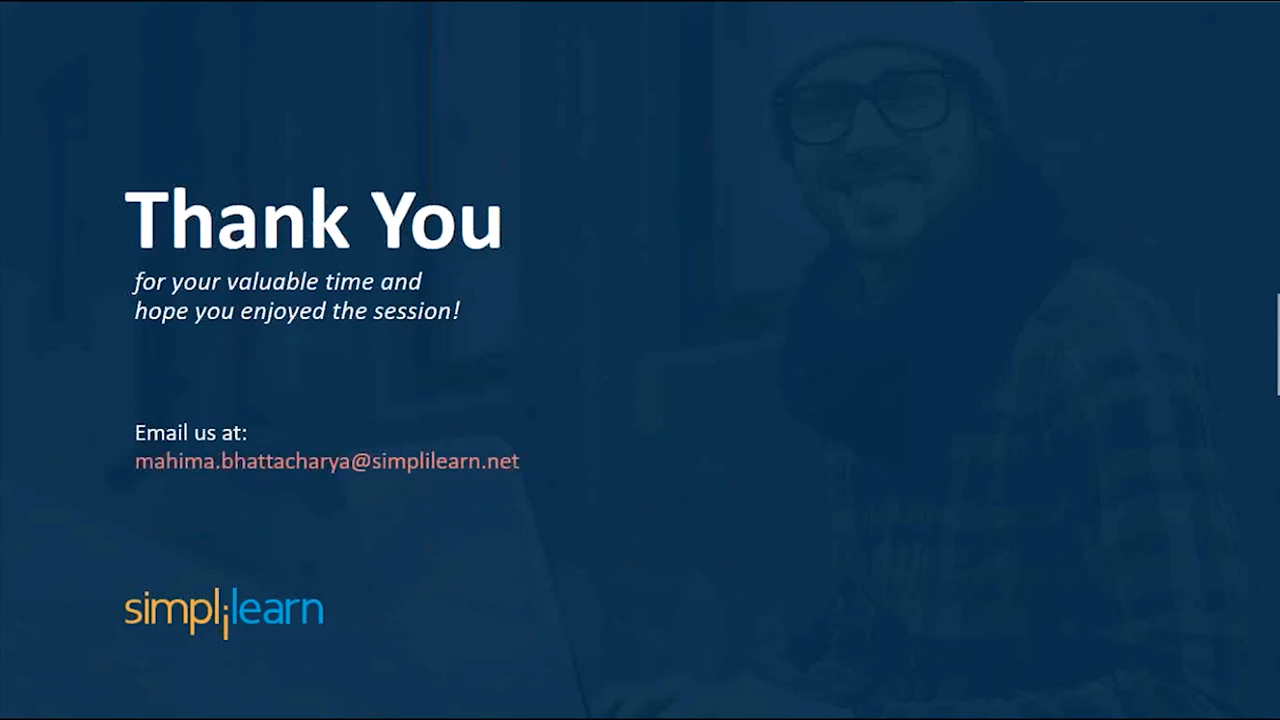 Thank You
for your valuable time and
hope you enjoyed the session!
Email us at:
mahima.bhattacharya@simplilearn.net
simplilearn